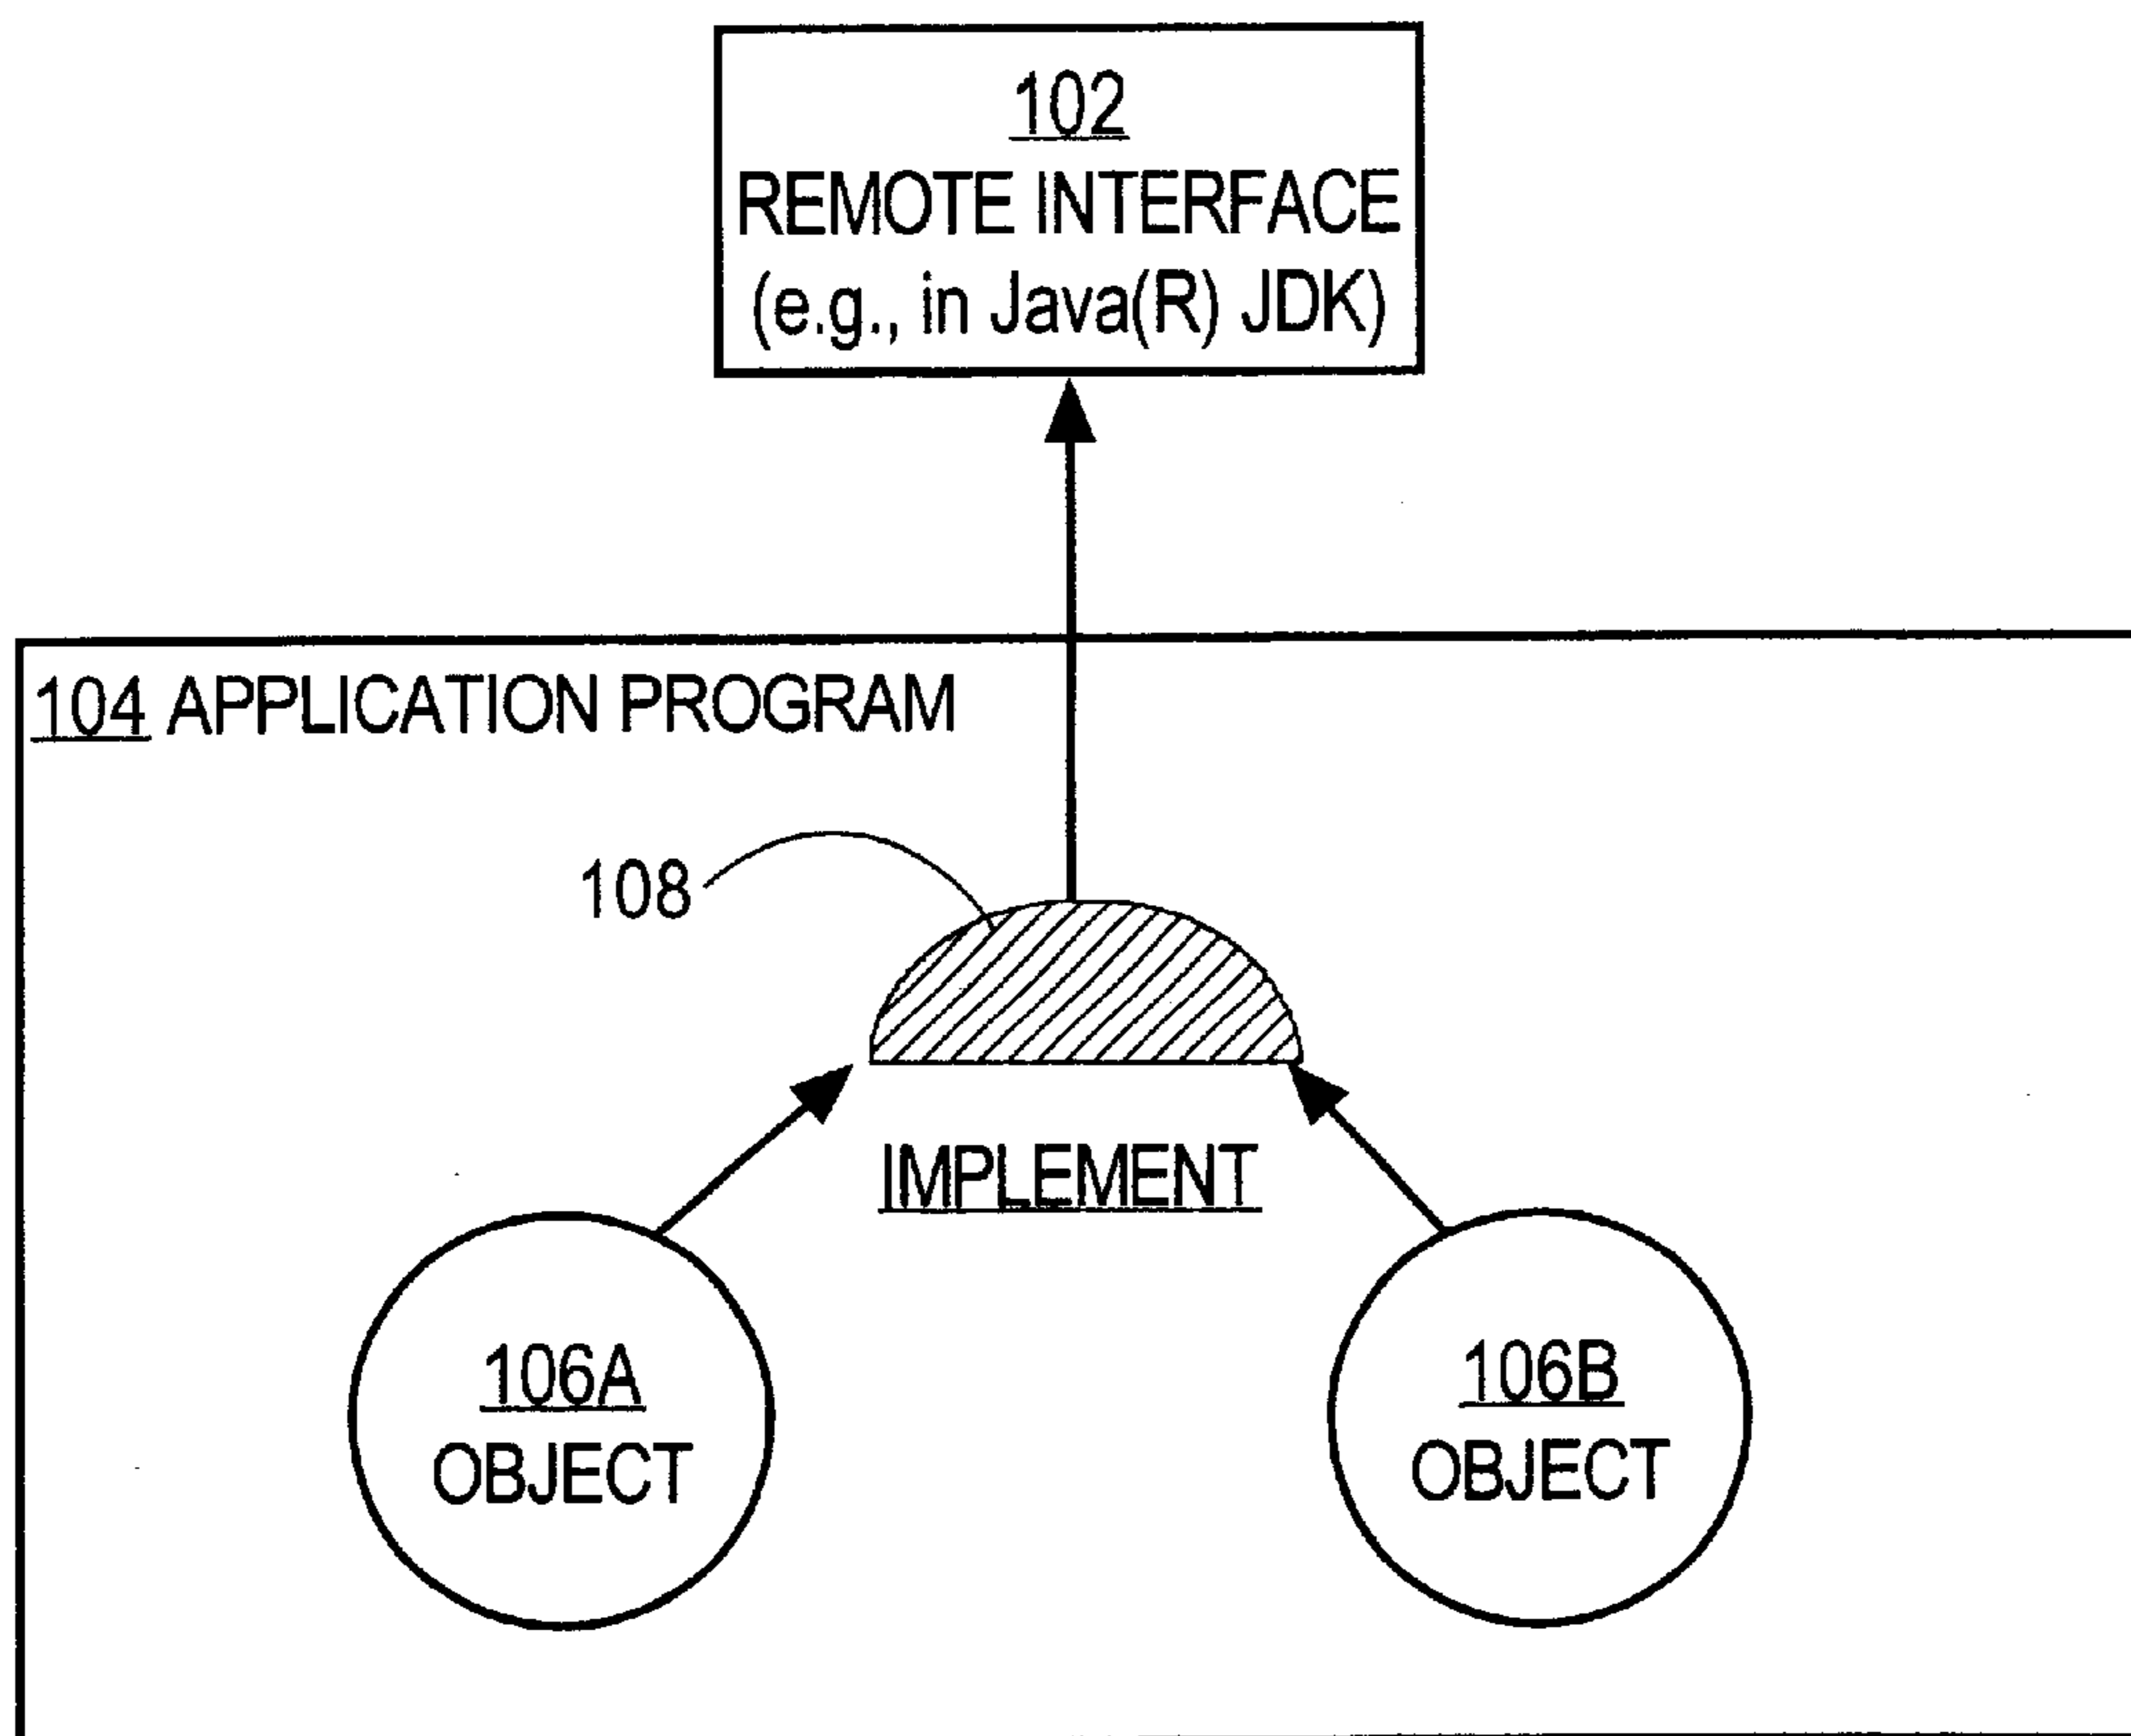 102
REMOTE INTERFACE
(e.g., in Java(R) JDK)
104 APPLICATION PROGRAM
108
IMPLEMENT
106A
OBJECT
106B
OBJECT